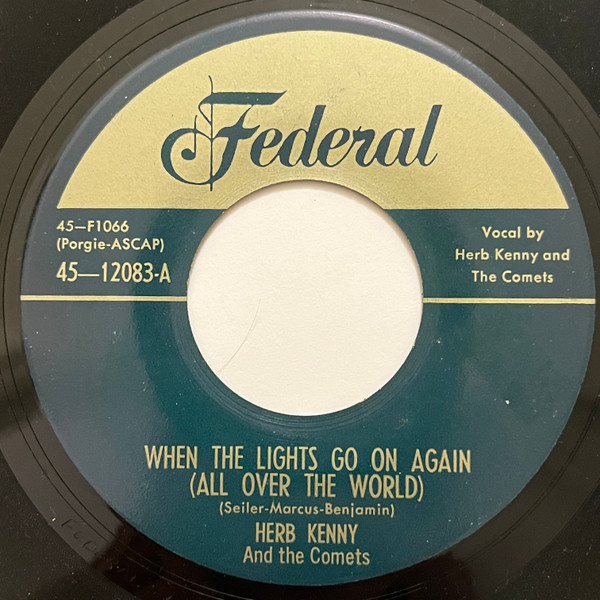 Federal
45—F1066
(Porgie-ASCAP)
45—12083-A
Vocal by
Herb Kenny and
The Comets
WHEN THE LIGHTS GO ON AGAIN
(ALL OVER THE WORLD)
(Seiler-Marcus-Benjamin)
HERB KENNY
And the Comets